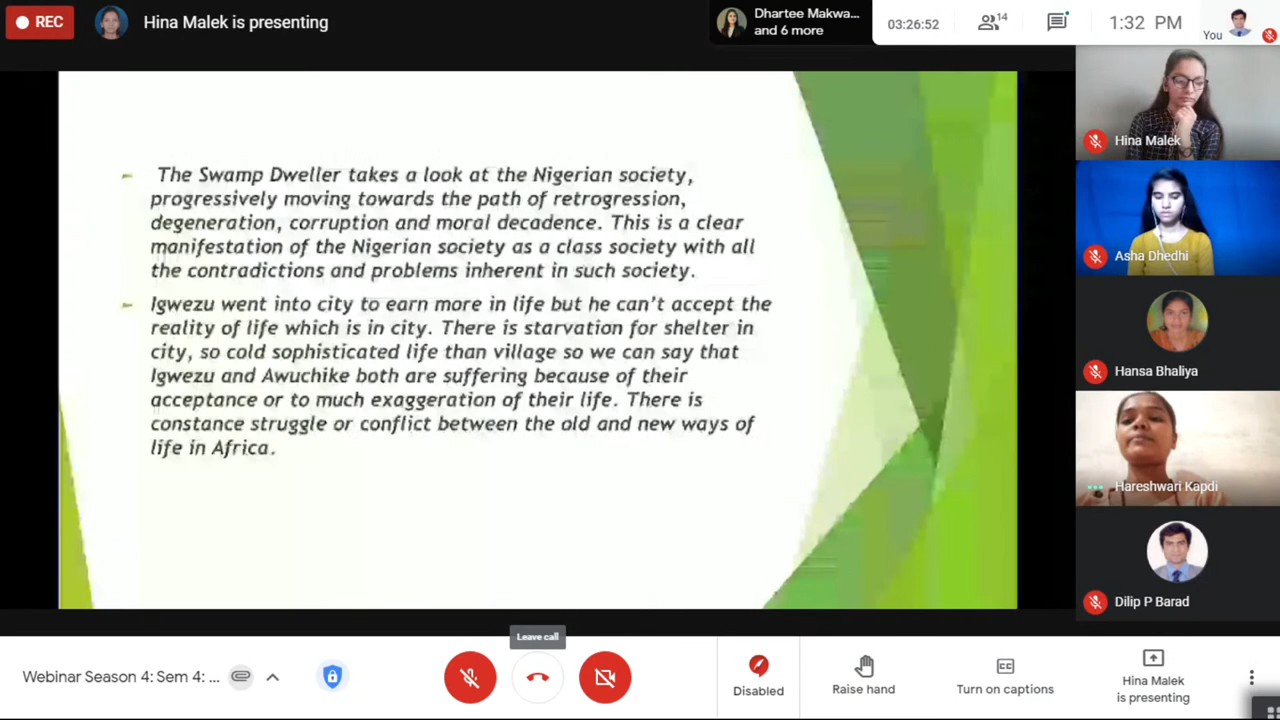 REC
Hina Malek is presenting
Dhartee Makwa...
and 6 more
03:26:52
14
1:32 PM
You
The Swamp Dweller takes a look at the Nigerian society,
progressively moving towards the path of retrogression,
degeneration, corruption and moral decadence. This is a clear
manifestation of the Nigerian society as a class society with all
the contradictions and problems inherent in such society.
Igwezu went into city to earn more in life but he can't accept the
reality of life which is in city. There is starvation for shelter in
city, so cold sophisticated life than village so we can say that
Igwezu and Awuchike both are suffering because of their
acceptance or to much exaggeration of their life. There is
constance struggle or conflict between the old and new ways of
life in Africa.
Hina Malek
Asha Dhedhi
Hansa Bhaliya
Hareshwari Kapdi
Dilip P Barad
Leave call
Webinar Season 4: Sem 4: ...
Disabled
Raise hand
CC
Turn on captions
Hina Malek
is presenting